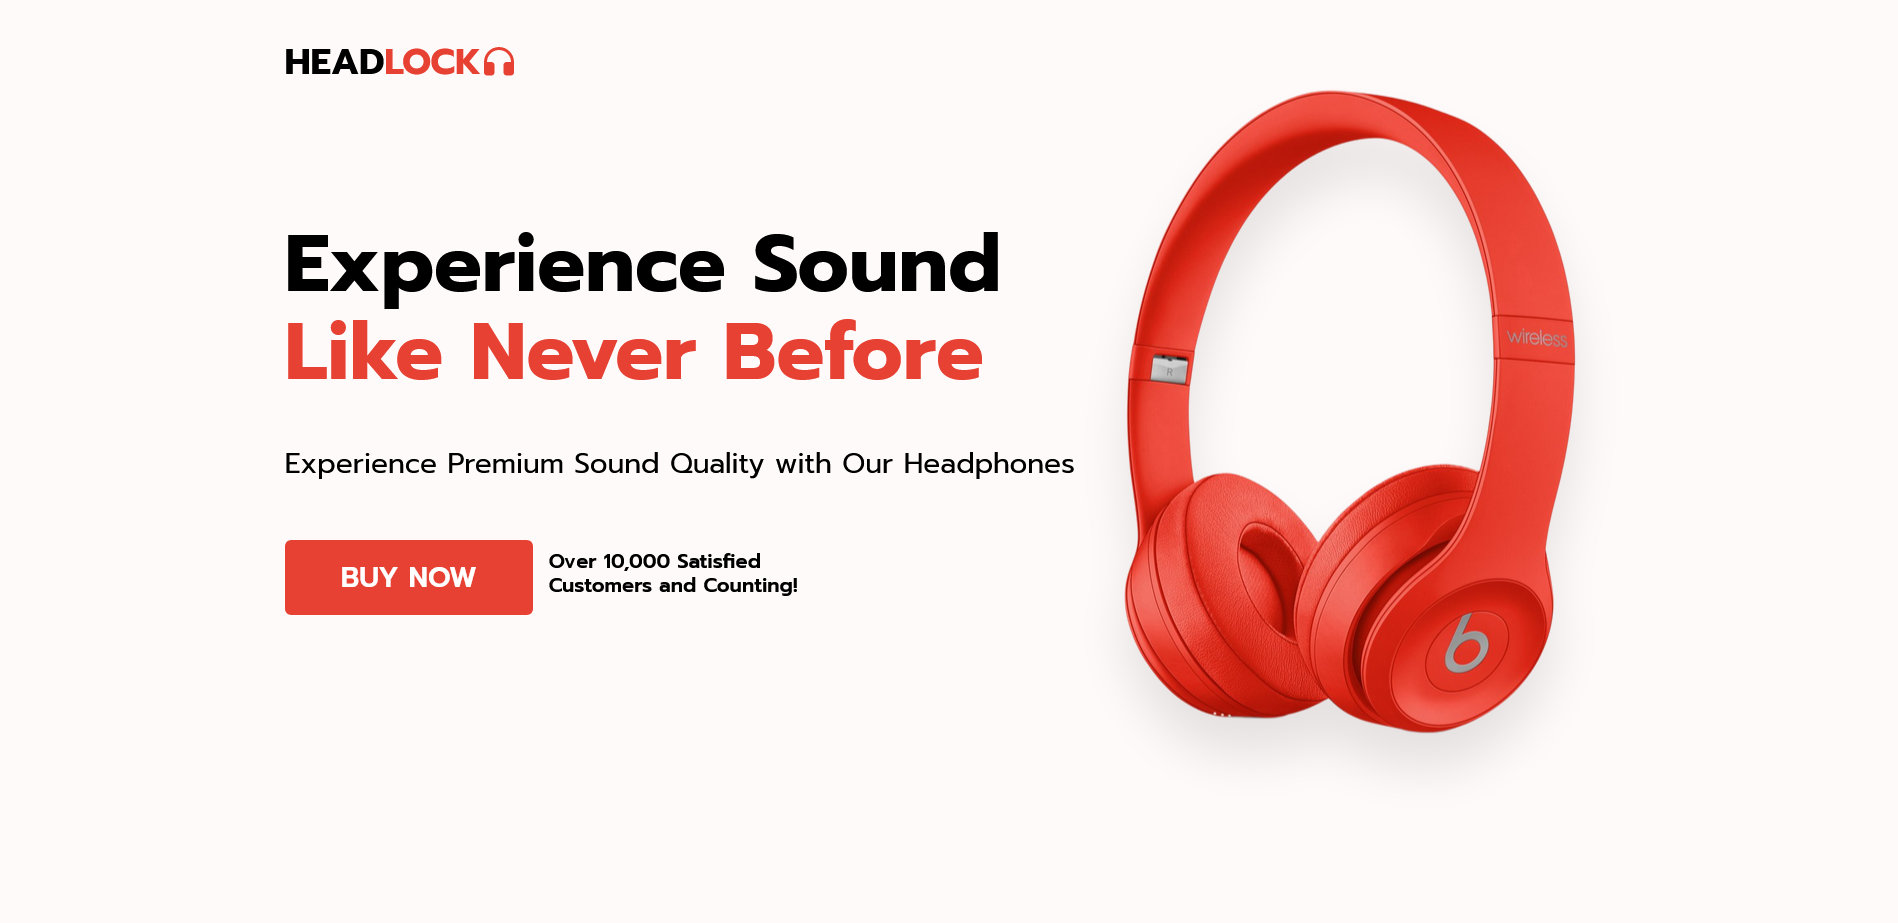 HEADLOCK
Experience Sound
Like Never Before
Experience Premium Sound Quality with Our Headphones
BUY NOW
Over 10,000 Satisfied
Customers and Counting!
wireless
R
b